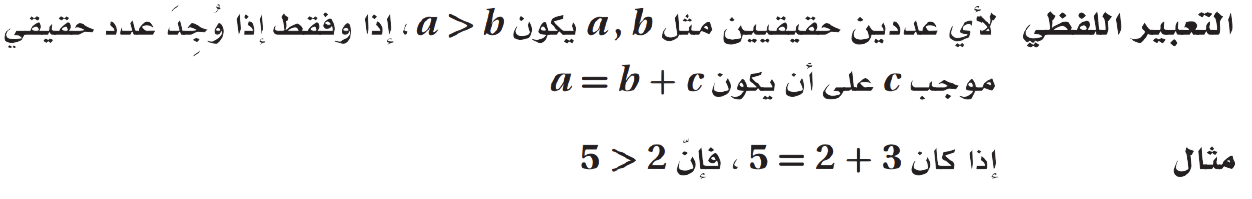 التعبير اللفظي لأي عددين حقيقيين مثل a , b يكون a > b ، إذا وفقط إذا وُجِدَ عدد حقيقي
موجب c على أن يكون a = b + c
مثال إذا كان 5 = 2 + 3 ، فإنّ 5 > 2